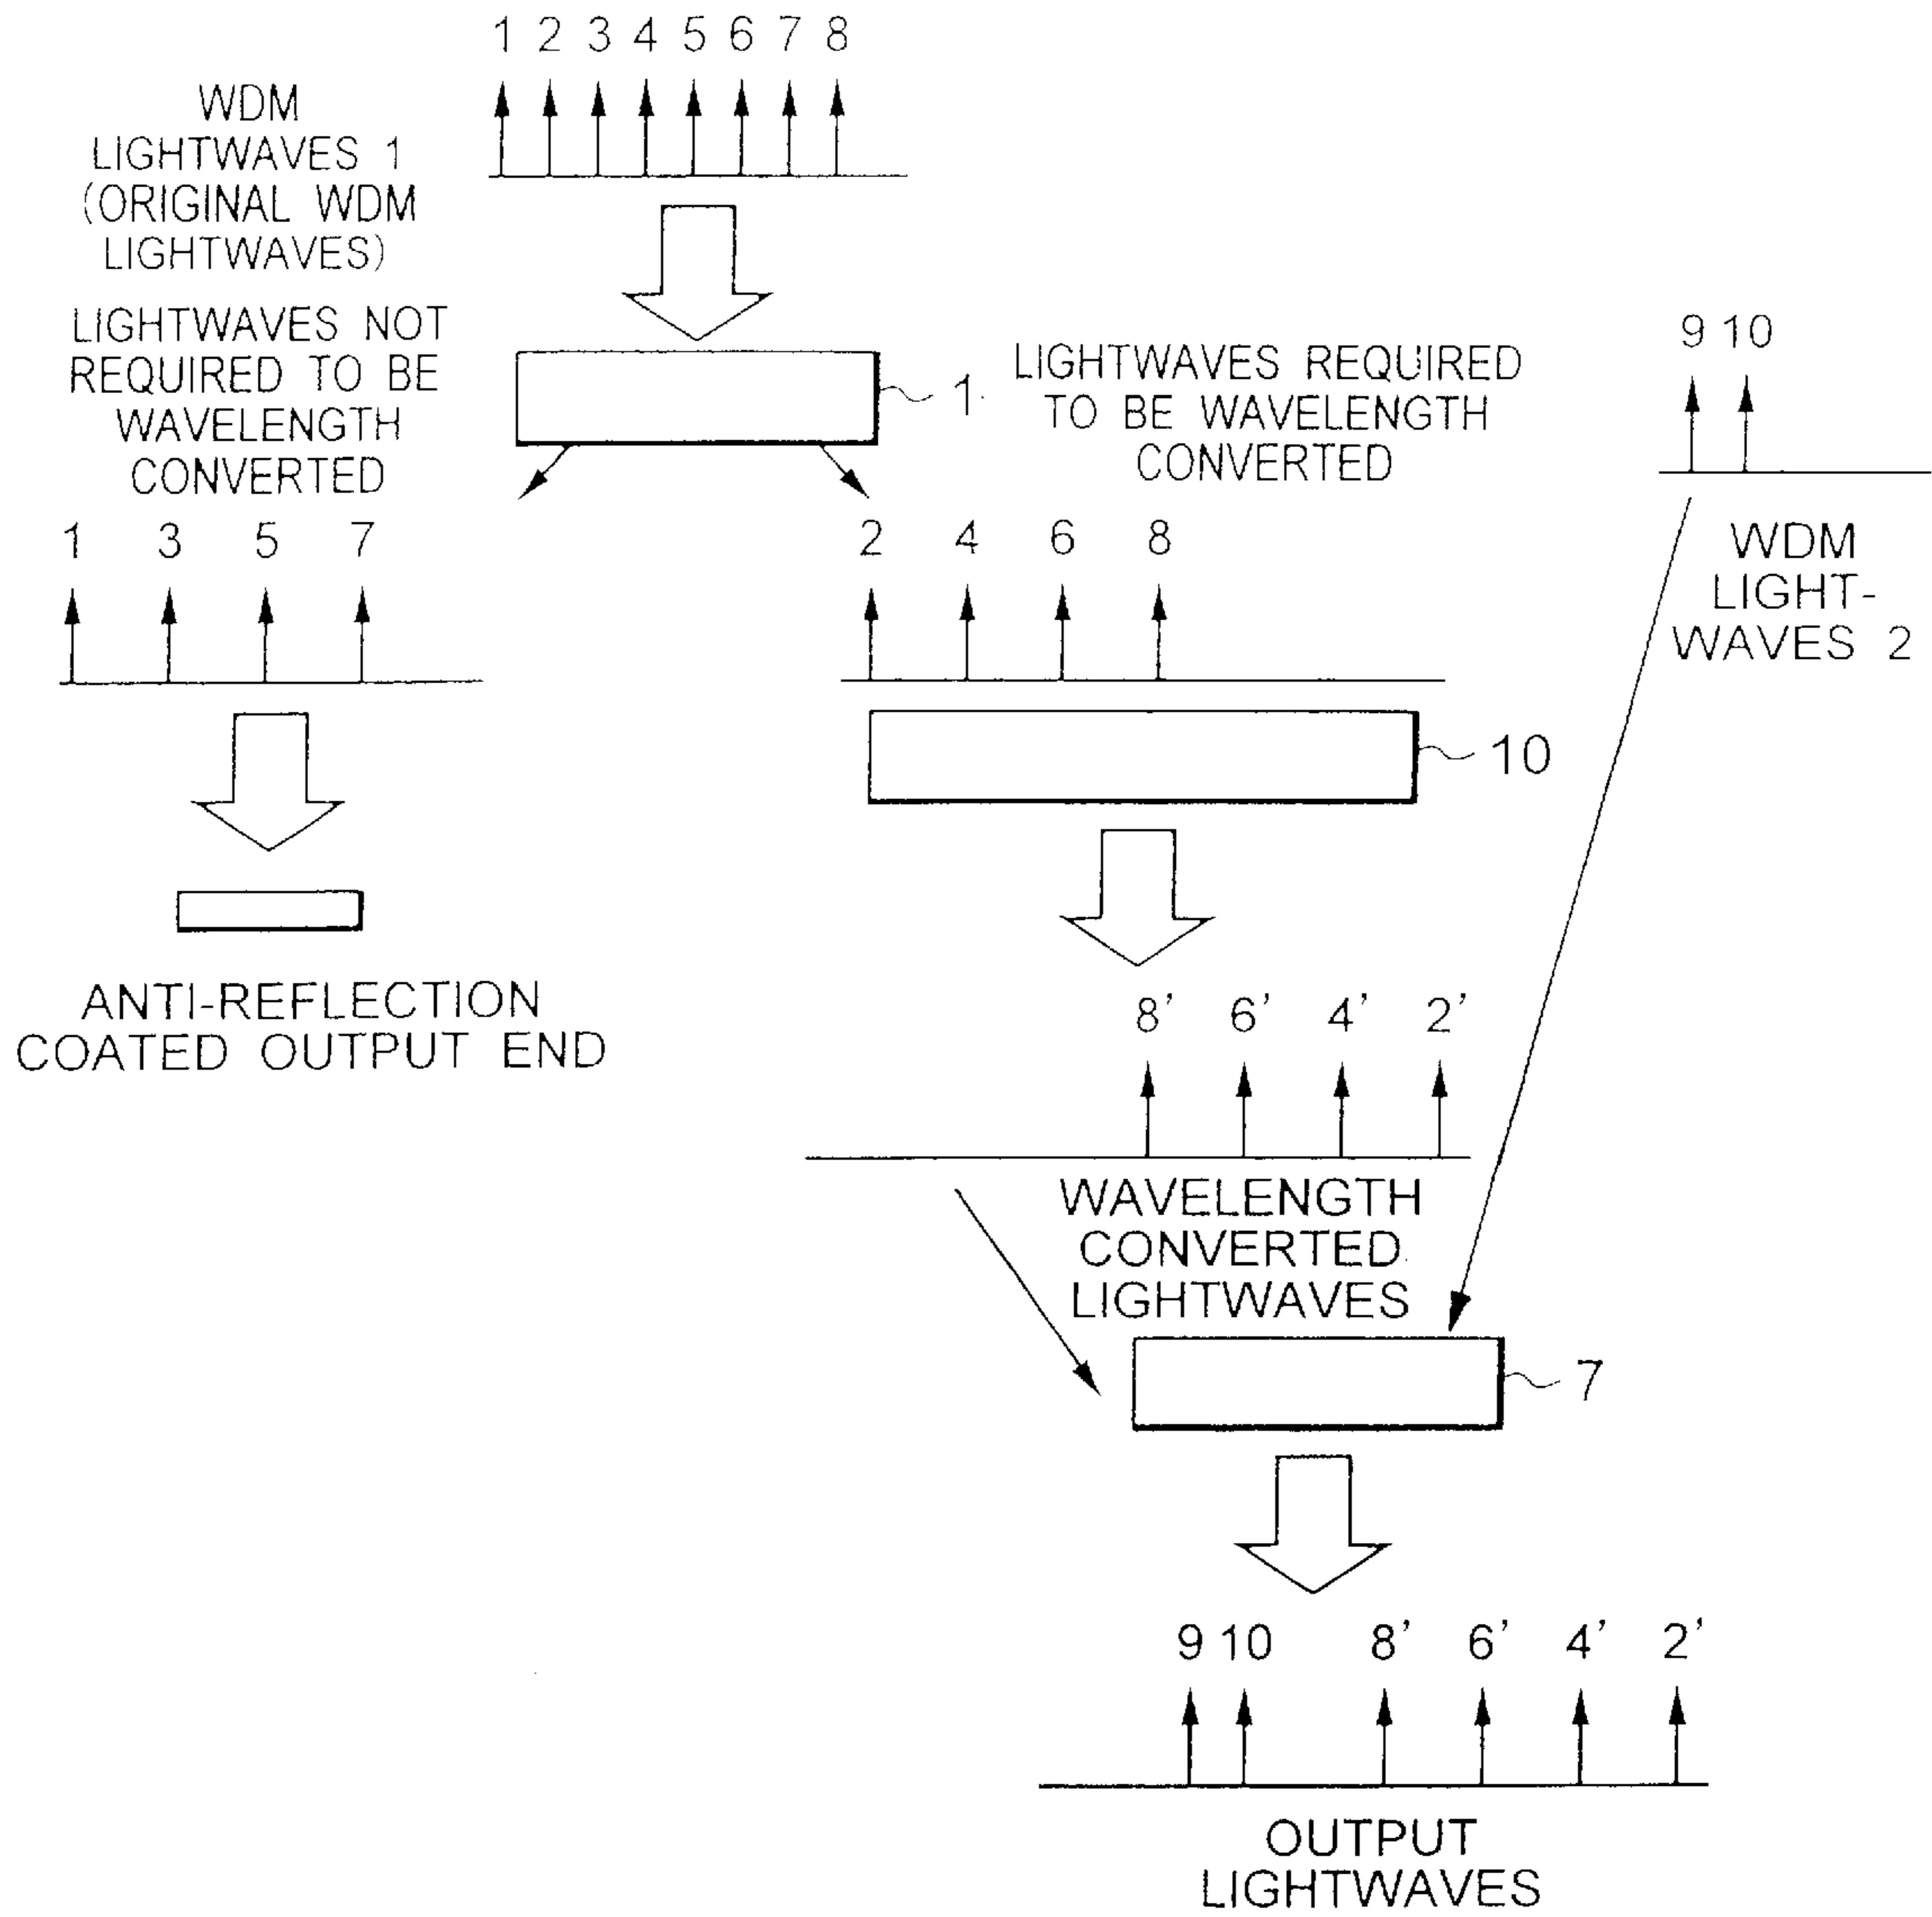 1 2 3 4 5 6 7 8
WDM
LIGHTWAVES 1
(ORIGINAL WDM
LIGHTWAVES)
LIGHTWAVES NOT
REQUIRED TO BE
WAVELENGTH
CONVERTED
1
LIGHTWAVES REQUIRED
TO BE WAVELENGTH
CONVERTED
9 10
WDM
LIGHT-
WAVES 2
1 3 5 7
2 4 6 8
10
ANTI-REFLECTION
COATED OUTPUT END
8' 6' 4' 2'
WAVELENGTH
CONVERTED
LIGHTWAVES
7
9 10 8' 6' 4' 2'
OUTPUT
LIGHTWAVES